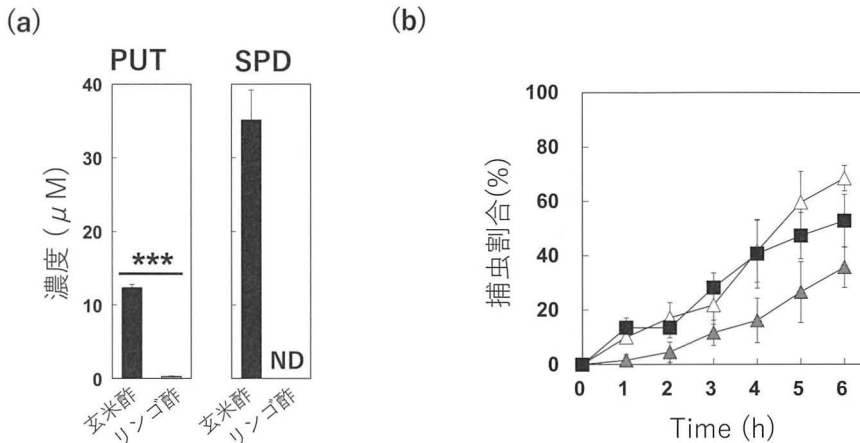 (a)
PUT
SPD
濃度 (μM)
40
30
20
10
0
***
ND
玄米酢
リンゴ酢
玄米酢
リンゴ酢
(b)
捕虫割合(%)
100
80
60
40
20
0
0 1 2 3 4 5 6
Time (h)